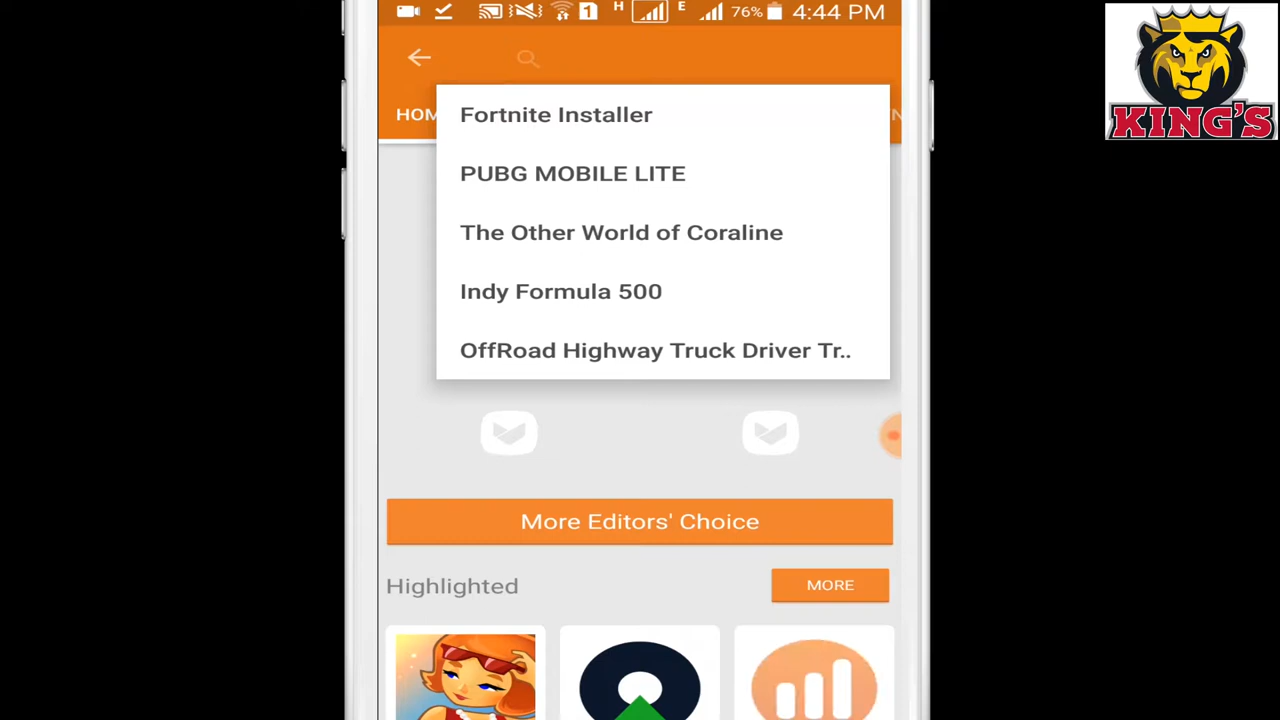 1 H E 76% 4:44 PM
KING'S
HOM
Fortnite Installer
PUBG MOBILE LITE
The Other World of Coraline
Indy Formula 500
OffRoad Highway Truck Driver Tr..
More Editors' Choice
Highlighted
MORE